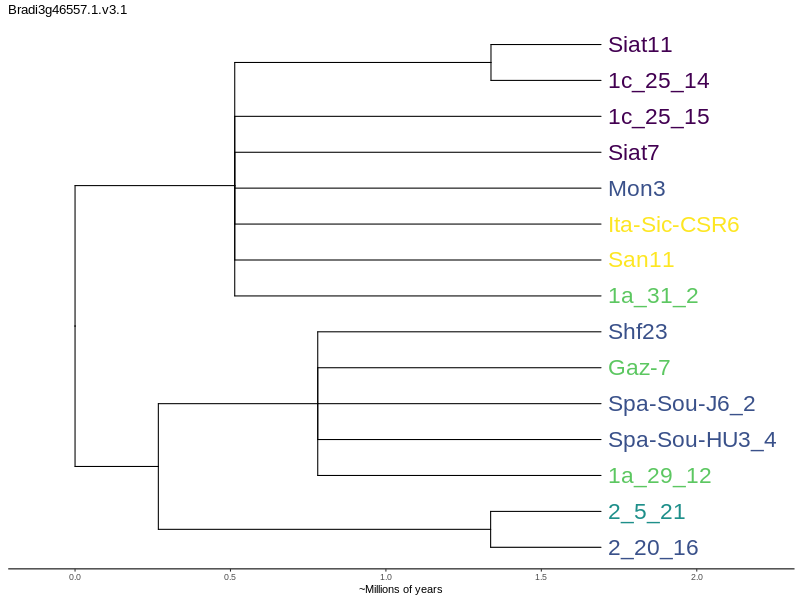 Bradi3g46557.1.v3.1
Siat11
1c_25_14
1c_25_15
Siat7
Mon3
Ita-Sic-CSR6
San11
1a_31_2
Shf23
Gaz-7
Spa-Sou-J6_2
Spa-Sou-HU3_4
1a_29_12
2_5_21
2_20_16
0.0 0.5 1.0 1.5 2.0
~Millions of years